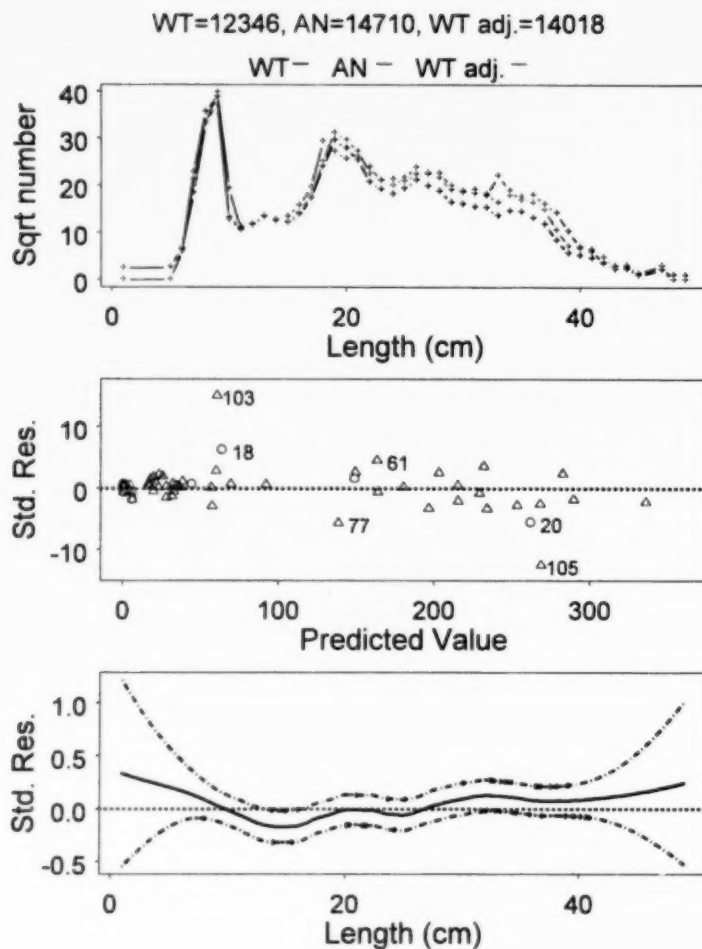 WT=12346, AN=14710, WT adj.=14018
WT – AN – WT adj. –
40
30
20
10
0
Sqrt number
0 20 40
Length (cm)
10
0
-10
Std. Res.
103
18
61
77
20
105
0 100 200 300
Predicted Value
1.0
0.5
0.0
-0.5
Std. Res.
0 20 40
Length (cm)